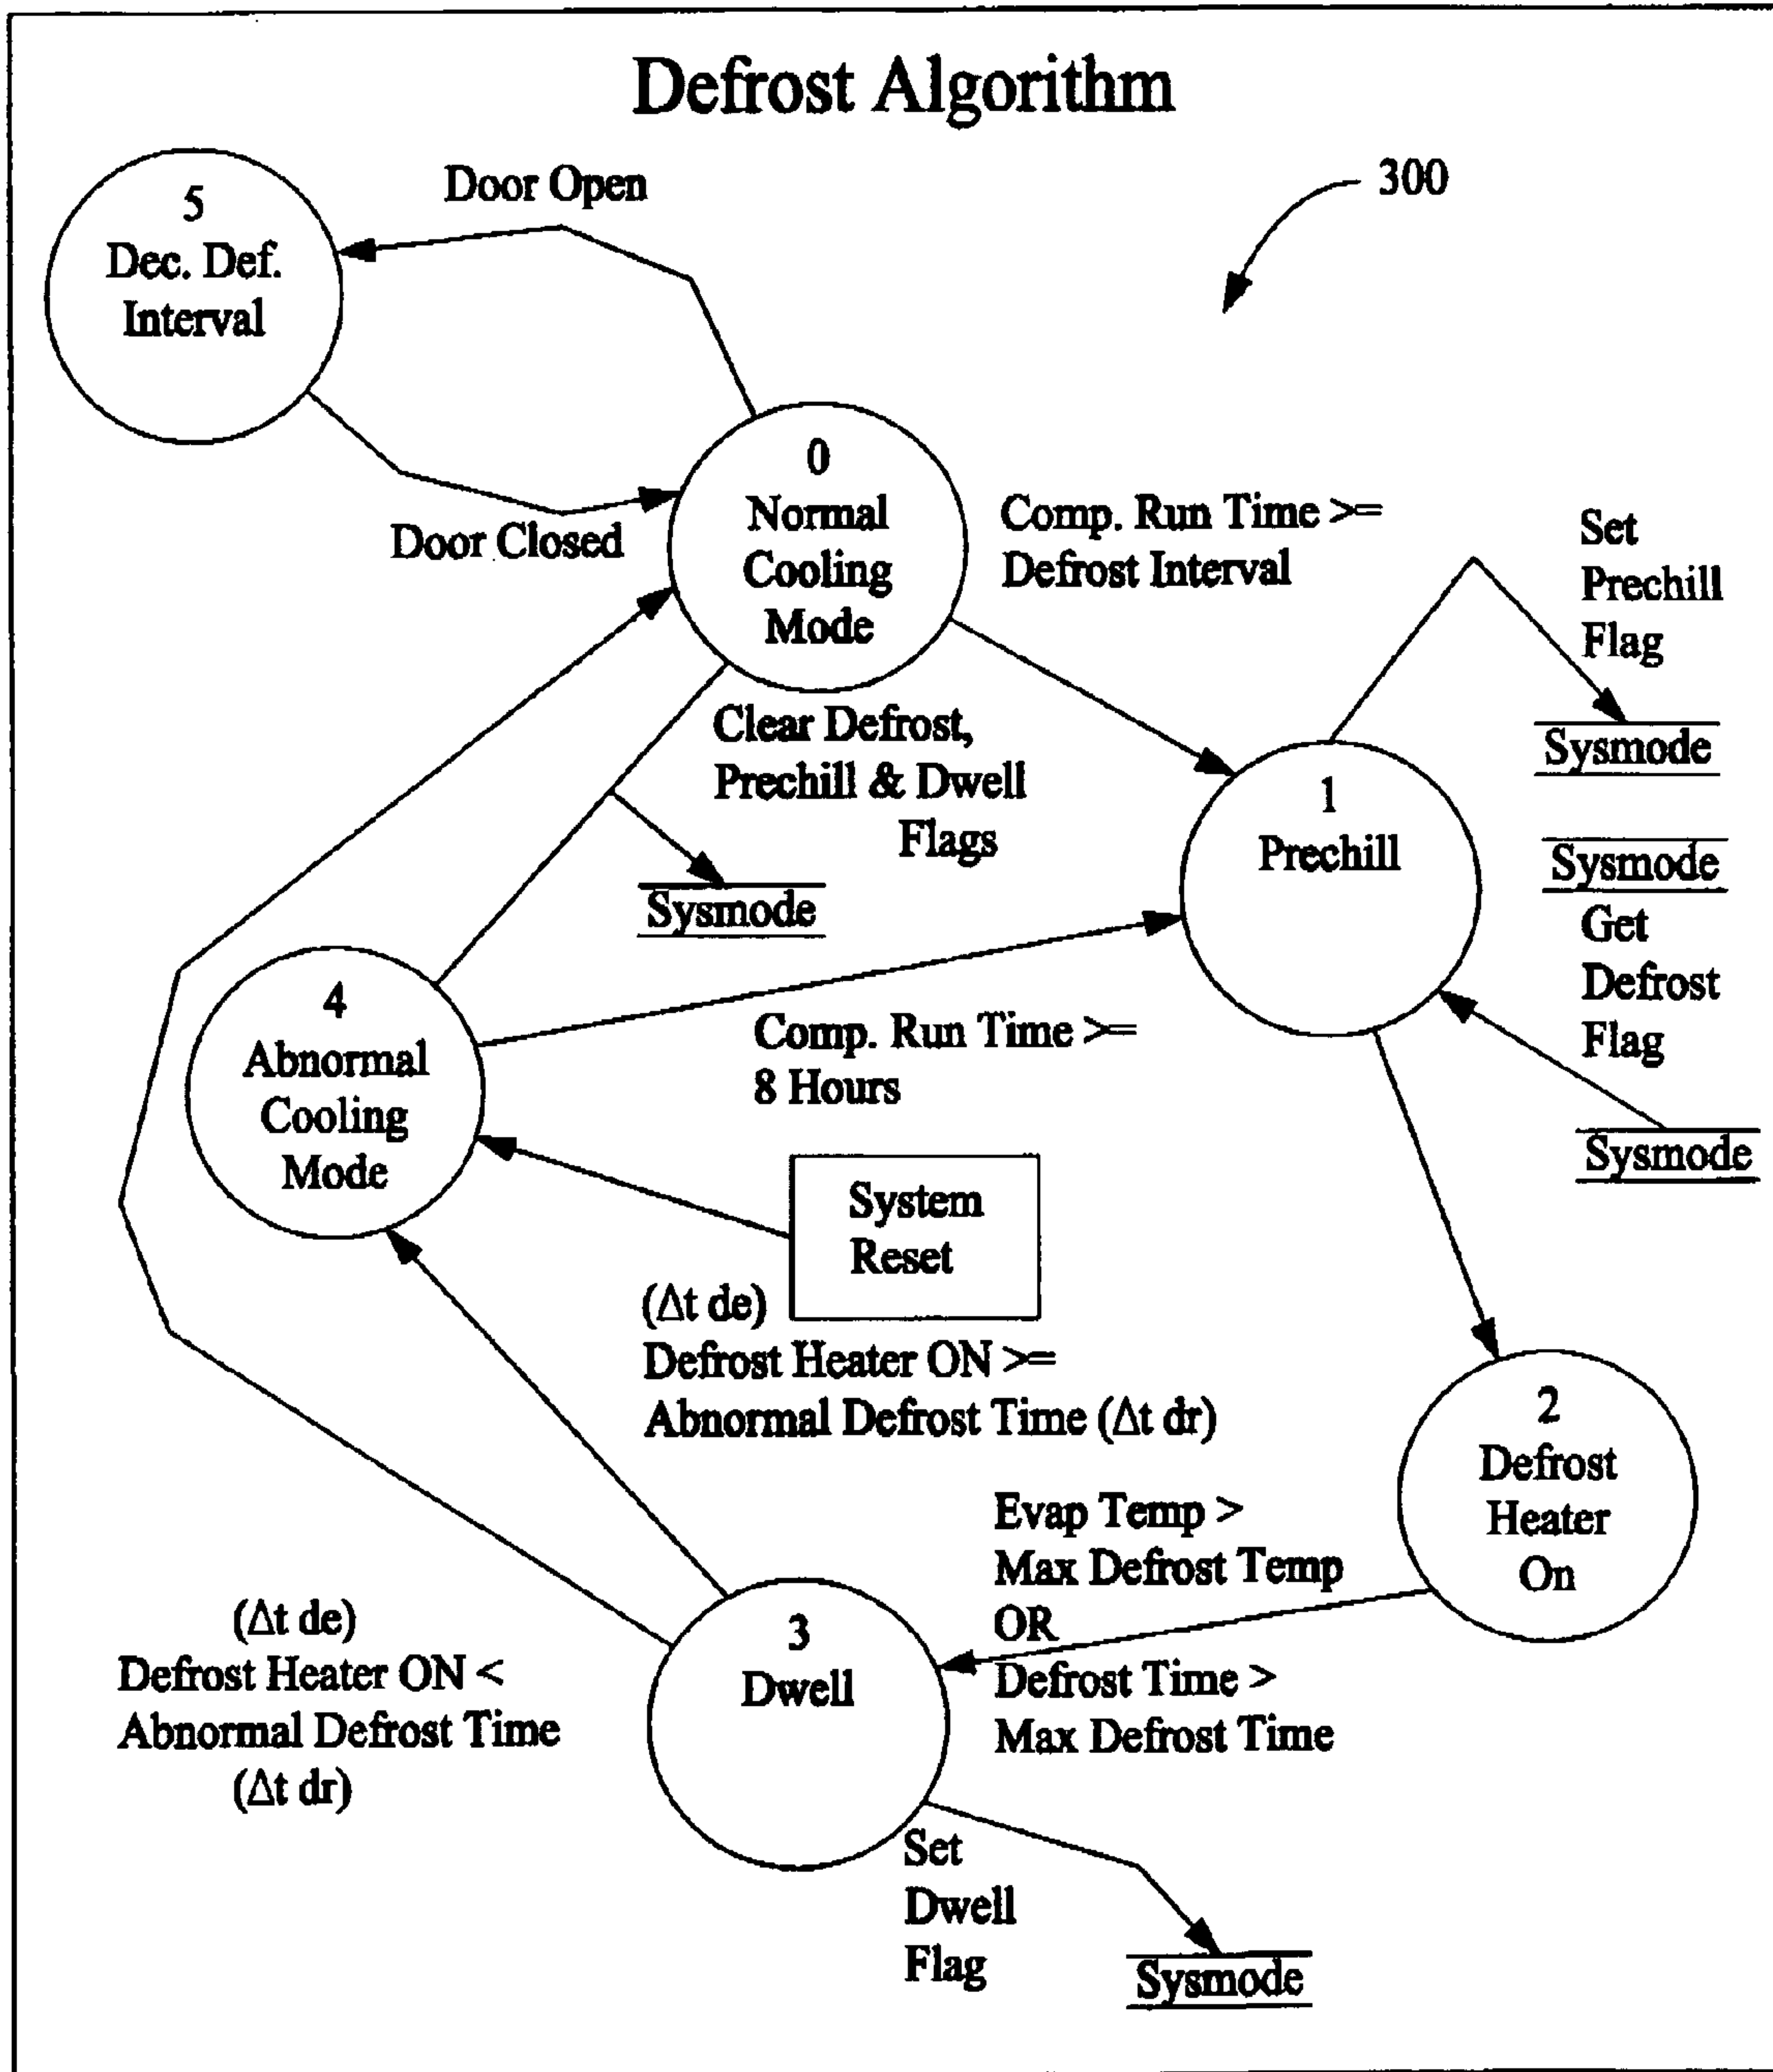 Defrost Algorithm
300
5
Dec. Def.
Interval
Door Open
Door Closed
0
Normal
Cooling
Mode
Comp. Run Time >=
Defrost Interval
Set
Prechill
Flag
Sysmode
Clear Defrost,
Prechill & Dwell
Flags
Sysmode
1
Prechill
Sysmode
Get
Defrost
Flag
Sysmode
4
Abnormal
Cooling
Mode
Comp. Run Time >=
8 Hours
System
Reset
(Δt de)
Defrost Heater ON >=
Abnormal Defrost Time (Δt dr)
2
Defrost
Heater
On
Evap Temp >
Max Defrost Temp
OR
Defrost Time >
Max Defrost Time
3
Dwell
(Δt de)
Defrost Heater ON <
Abnormal Defrost Time
(Δt dr)
Set
Dwell
Flag
Sysmode